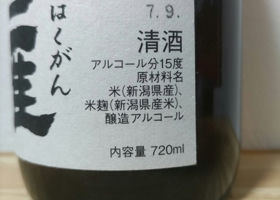 はくがん
7.9.
清酒
アルコール分15度
原材料名
米(新潟県産)、
米麹(新潟県産米)、
醸造アルコール
内容量 720ml